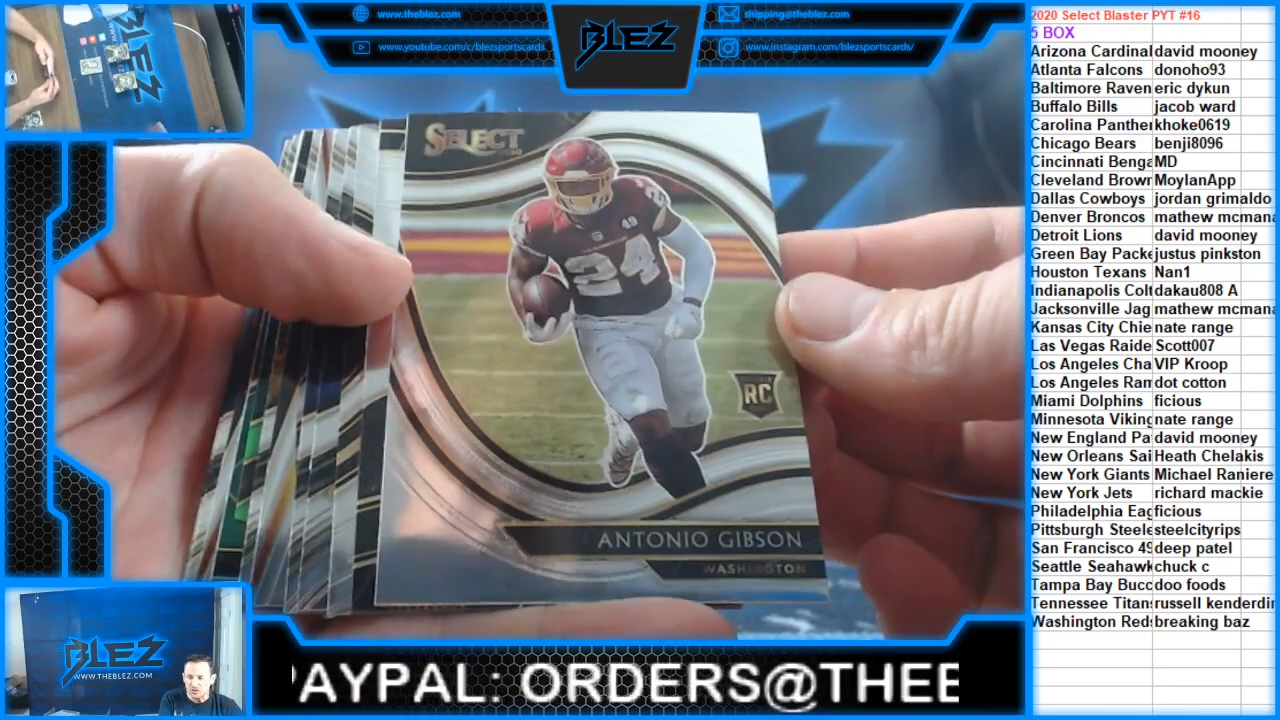 www.theblez.com
shipping@theblez.com
www.youtube.com/c/blezsportscards
www.instagram.com/blezsportscards/
BLEZ
SELECT
24
RC
ANTONIO GIBSON
WASHINGTON
BLEZ
WWW.THEBLEZ.COM
PAYPAL: ORDERS@THEB
2020 Select Blaster PYT #16
5 BOX
Arizona Cardinal david mooney
Atlanta Falcons donoho93
Baltimore Raven eric dykun
Buffalo Bills jacob ward
Carolina Panther khoke0619
Chicago Bears benji8096
Cincinnati Benga MD
Cleveland Brown MoylanApp
Dallas Cowboys jordan grimaldo
Denver Broncos mathew mcmana
Detroit Lions david mooney
Green Bay Packe justus pinkston
Houston Texans Nan1
Indianapolis Colt dakau808 A
Jacksonville Jag mathew mcmana
Kansas City Chie nate range
Las Vegas Raide Scott007
Los Angeles Cha VIP Kroop
Los Angeles Ram dot cotton
Miami Dolphins ficious
Minnesota Viking nate range
New England Pa david mooney
New Orleans Sai Heath Chelakis
New York Giants Michael Raniere
New York Jets richard mackie
Philadelphia Eag ficious
Pittsburgh Steele steelcityrips
San Francisco 49 deep patel
Seattle Seahawk chuck c
Tampa Bay Bucc doo foods
Tennessee Titans russell kenderdin
Washington Reds breaking baz